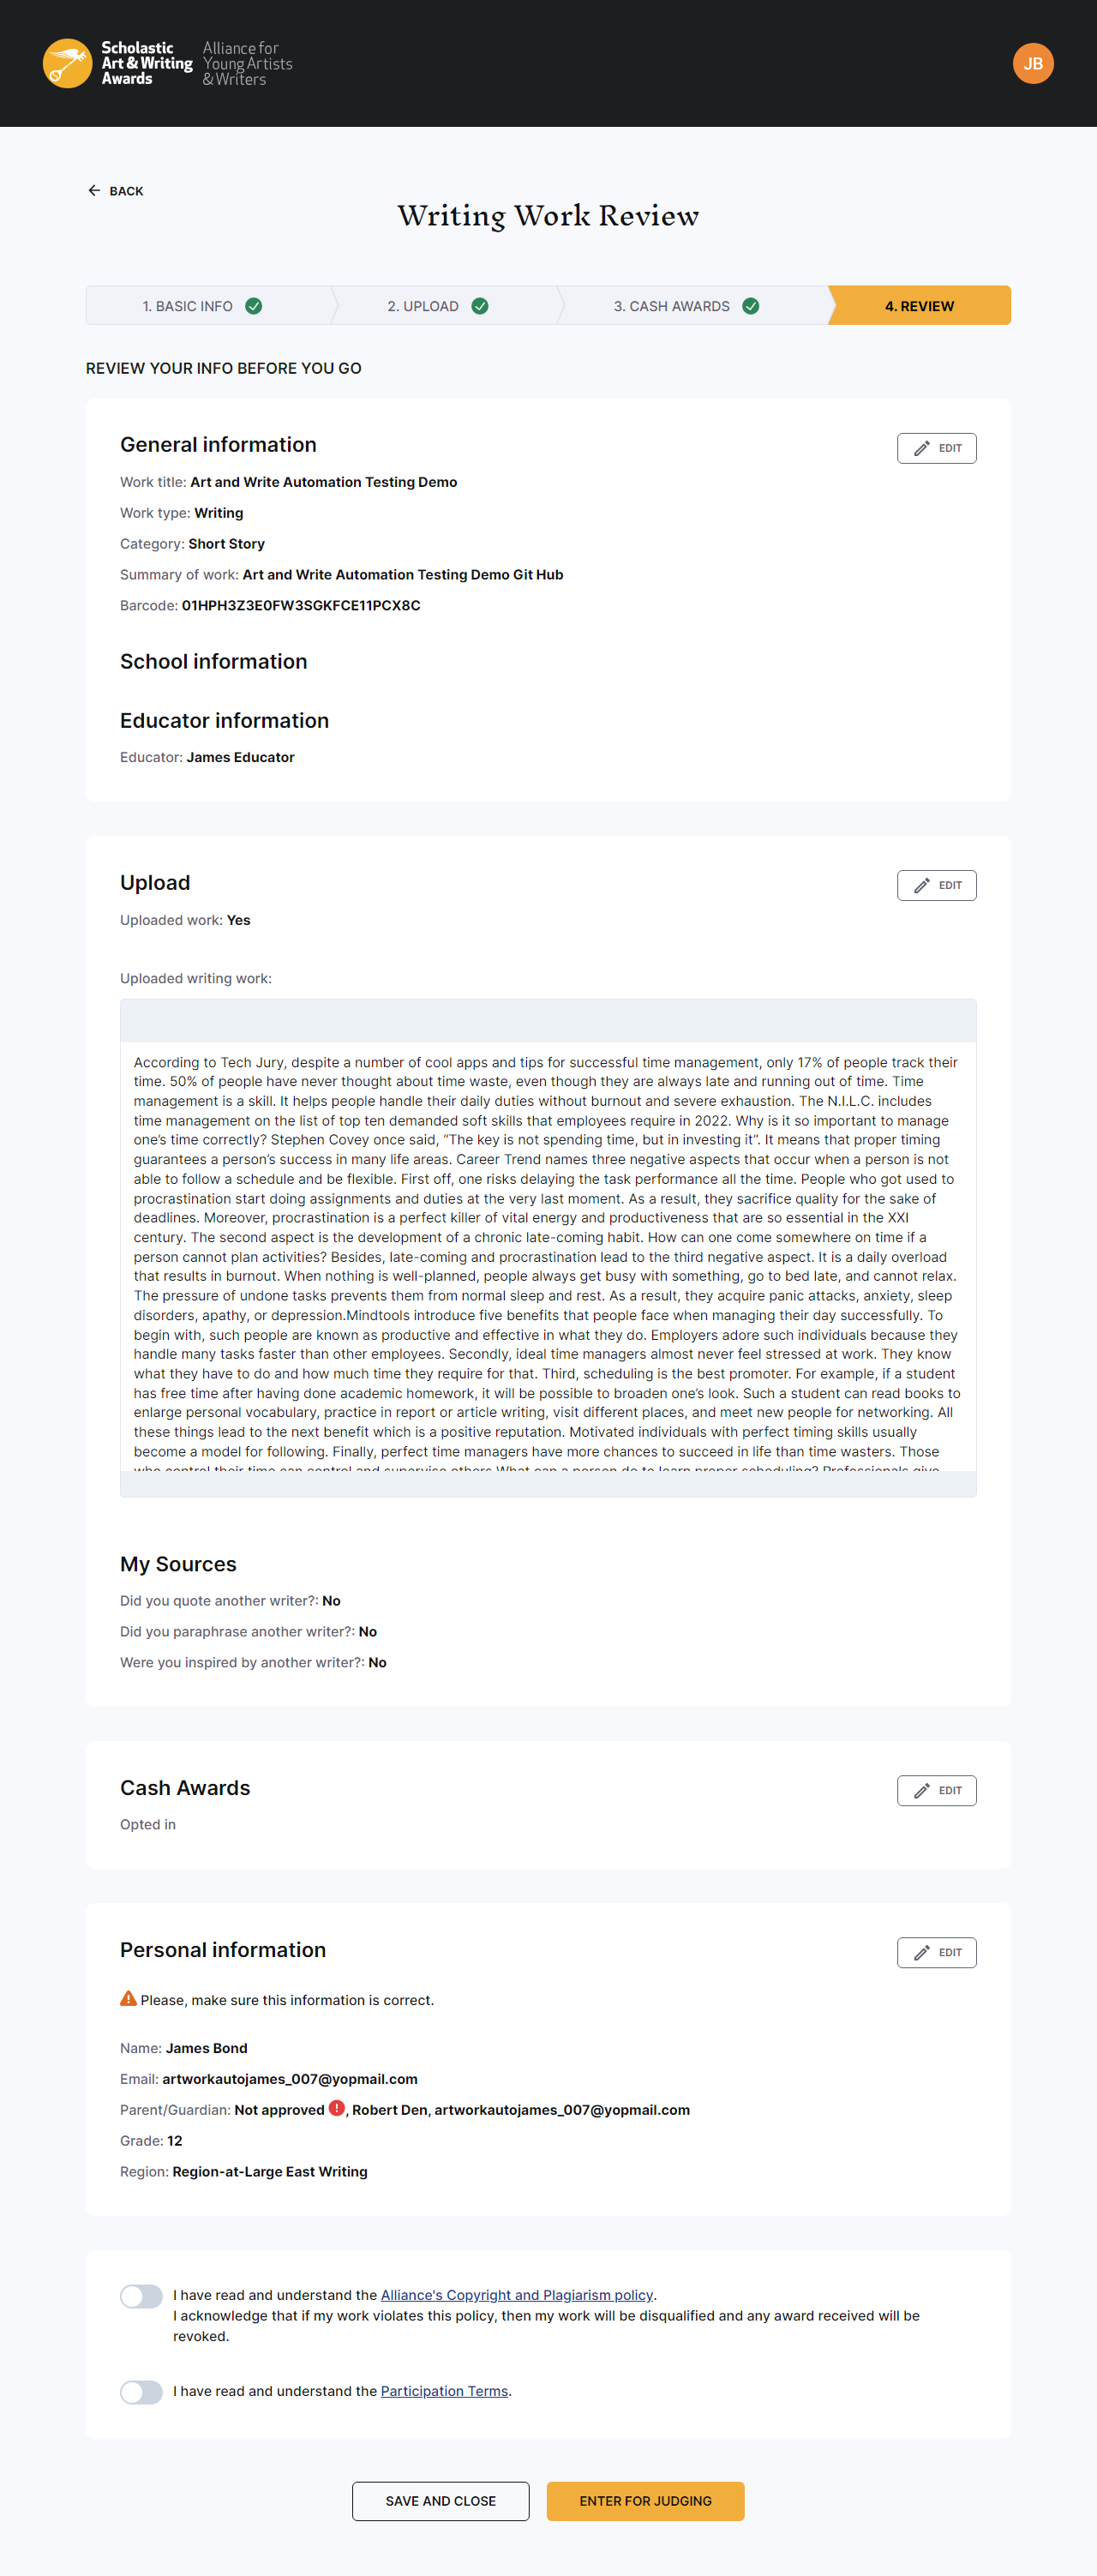 Scholastic
Art & Writing
Awards
Alliance for
Young Artists
& Writers
JB
BACK
Writing Work Review
1. BASIC INFO
2. UPLOAD
3. CASH AWARDS
4. REVIEW
REVIEW YOUR INFO BEFORE YOU GO
General information
EDIT
Work title: Art and Write Automation Testing Demo
Work type: Writing
Category: Short Story
Summary of work: Art and Write Automation Testing Demo Git Hub
Barcode: 01HPH3Z3E0FW3SGKFCE11PCX8C
School information
Educator information
Educator: James Educator
Upload
EDIT
Uploaded work: Yes
Uploaded writing work:
According to Tech Jury, despite a number of cool apps and tips for successful time management, only 17% of people track their
time. 50% of people have never thought about time waste, even though they are always late and running out of time. Time
management is a skill. It helps people handle their daily duties without burnout and severe exhaustion. The N.I.L.C. includes
time management on the list of top ten demanded soft skills that employees require in 2022. Why is it so important to manage
one’s time correctly? Stephen Covey once said, “The key is not spending time, but in investing it”. It means that proper timing
guarantees a person’s success in many life areas. Career Trend names three negative aspects that occur when a person is not
able to follow a schedule and be flexible. First off, one risks delaying the task performance all the time. People who got used to
procrastination start doing assignments and duties at the very last moment. As a result, they sacrifice quality for the sake of
deadlines. Moreover, procrastination is a perfect killer of vital energy and productiveness that are so essential in the XXI
century. The second aspect is the development of a chronic late-coming habit. How can one come somewhere on time if a
person cannot plan activities? Besides, late-coming and procrastination lead to the third negative aspect. It is a daily overload
that results in burnout. When nothing is well-planned, people always get busy with something, go to bed late, and cannot relax.
The pressure of undone tasks prevents them from normal sleep and rest. As a result, they acquire panic attacks, anxiety, sleep
disorders, apathy, or depression.Mindtools introduce five benefits that people face when managing their day successfully. To
begin with, such people are known as productive and effective in what they do. Employers adore such individuals because they
handle many tasks faster than other employees. Secondly, ideal time managers almost never feel stressed at work. They know
what they have to do and how much time they require for that. Third, scheduling is the best promoter. For example, if a student
has free time after having done academic homework, it will be possible to broaden one’s look. Such a student can read books to
enlarge personal vocabulary, practice in report or article writing, visit different places, and meet new people for networking. All
these things lead to the next benefit which is a positive reputation. Motivated individuals with perfect timing skills usually
become a model for following. Finally, perfect time managers have more chances to succeed in life than time wasters. Those
who control their time can control and supervise others.What can a person do to learn proper scheduling? Professionals give
My Sources
Did you quote another writer?: No
Did you paraphrase another writer?: No
Were you inspired by another writer?: No
Cash Awards
EDIT
Opted in
Personal information
EDIT
Please, make sure this information is correct.
Name: James Bond
Email: artworkautojames_007@yopmail.com
Parent/Guardian: Not approved , Robert Den, artworkautojames_007@yopmail.com
Grade: 12
Region: Region-at-Large East Writing
I have read and understand the Alliance's Copyright and Plagiarism policy.
I acknowledge that if my work violates this policy, then my work will be disqualified and any award received will be
revoked.
I have read and understand the Participation Terms.
SAVE AND CLOSE
ENTER FOR JUDGING